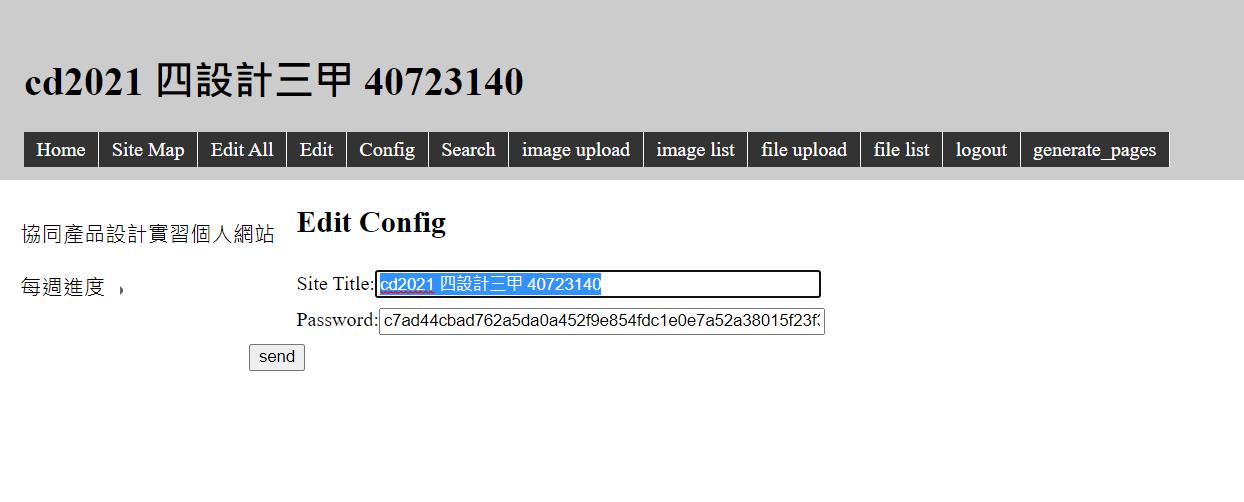 cd2021 四設計三甲 40723140
Home Site Map Edit All Edit Config Search image upload image list file upload file list logout generate_pages
協同產品設計實習個人網站
每週進度
Edit Config
Site Title: cd2021 四設計三甲 40723140
Password: c7ad44cbad762a5da0a452f9e854fdc1e0e7a52a38015f23f3
send